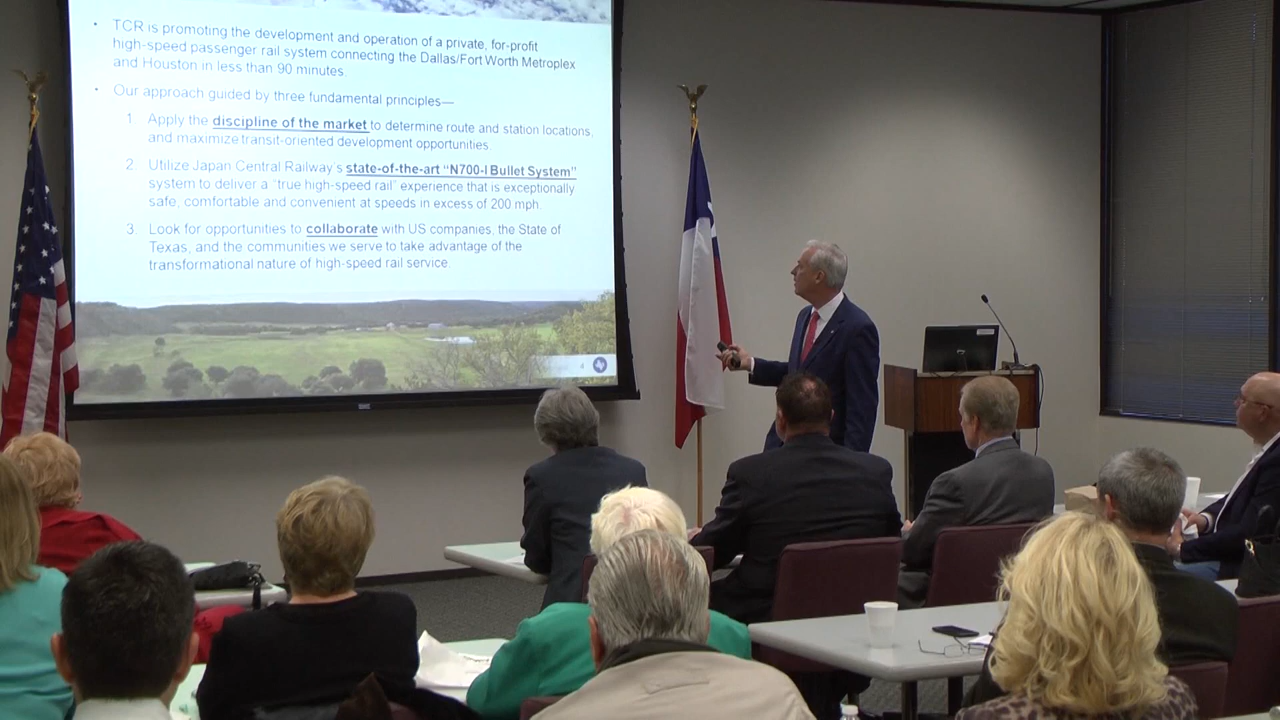 • TCR is promoting the development and operation of a private, for-profit
high-speed passenger rail system connecting the Dallas/Fort Worth Metroplex
and Houston in less than 90 minutes.
• Our approach guided by three fundamental principles—
1. Apply the discipline of the market to determine route and station locations,
and maximize transit-oriented development opportunities.
2. Utilize Japan Central Railway's state-of-the-art “N700-I Bullet System”
system to deliver a “true high-speed rail” experience that is exceptionally
safe, comfortable and convenient at speeds in excess of 200 mph.
3. Look for opportunities to collaborate with US companies, the State of
Texas, and the communities we serve to take advantage of the
transformational nature of high-speed rail service.
4